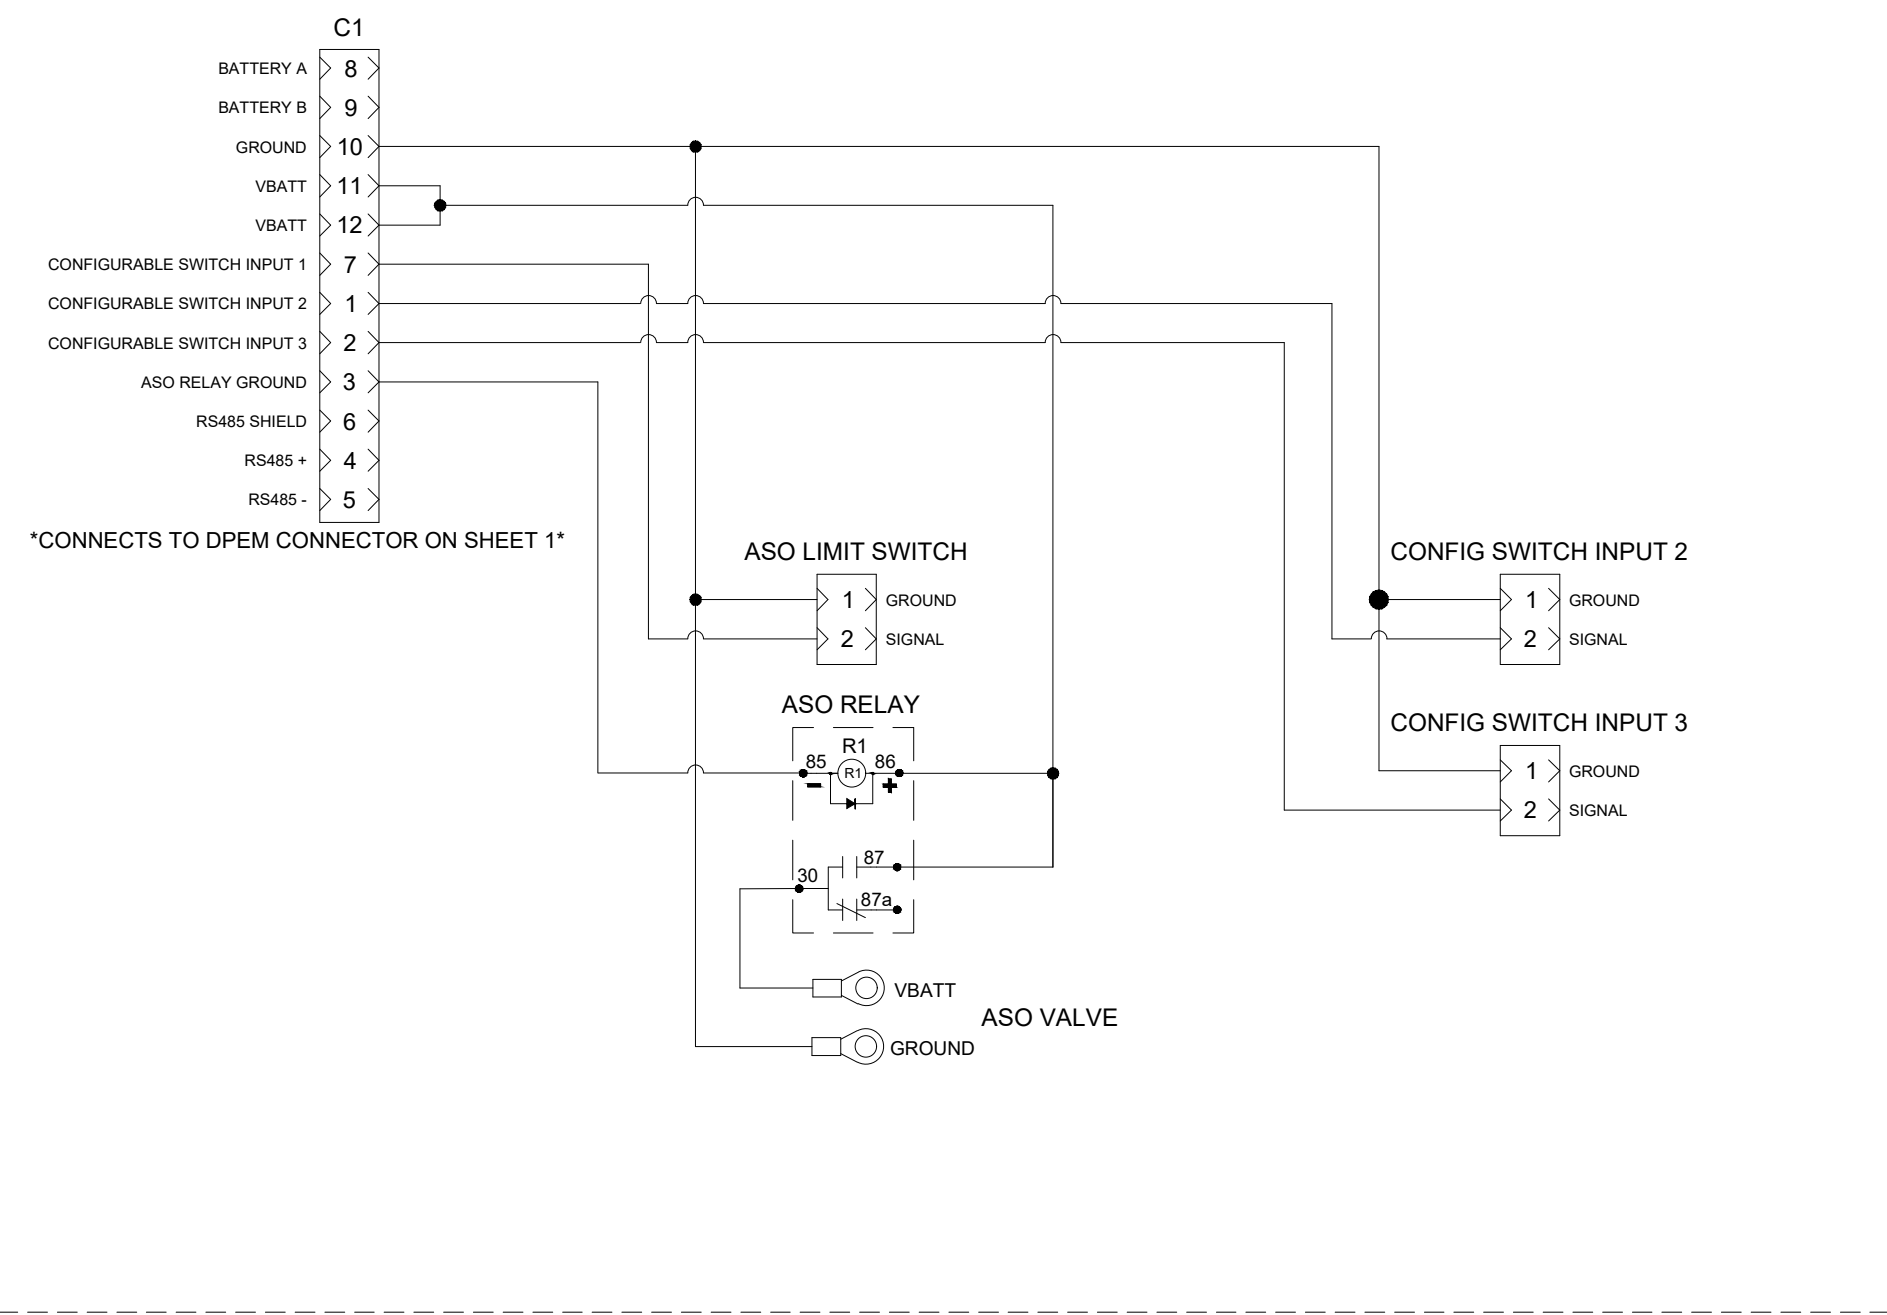 C1
BATTERY A 8
BATTERY B 9
GROUND 10
VBATT 11
VBATT 12
CONFIGURABLE SWITCH INPUT 1 7
CONFIGURABLE SWITCH INPUT 2 1
CONFIGURABLE SWITCH INPUT 3 2
ASO RELAY GROUND 3
RS485 SHIELD 6
RS485 + 4
RS485 - 5
*CONNECTS TO DPEM CONNECTOR ON SHEET 1*
ASO LIMIT SWITCH
1 GROUND
2 SIGNAL
CONFIG SWITCH INPUT 2
1 GROUND
2 SIGNAL
ASO RELAY
R1
85 R1 86
- +
87
30
87a
CONFIG SWITCH INPUT 3
1 GROUND
2 SIGNAL
VBATT
ASO VALVE
GROUND